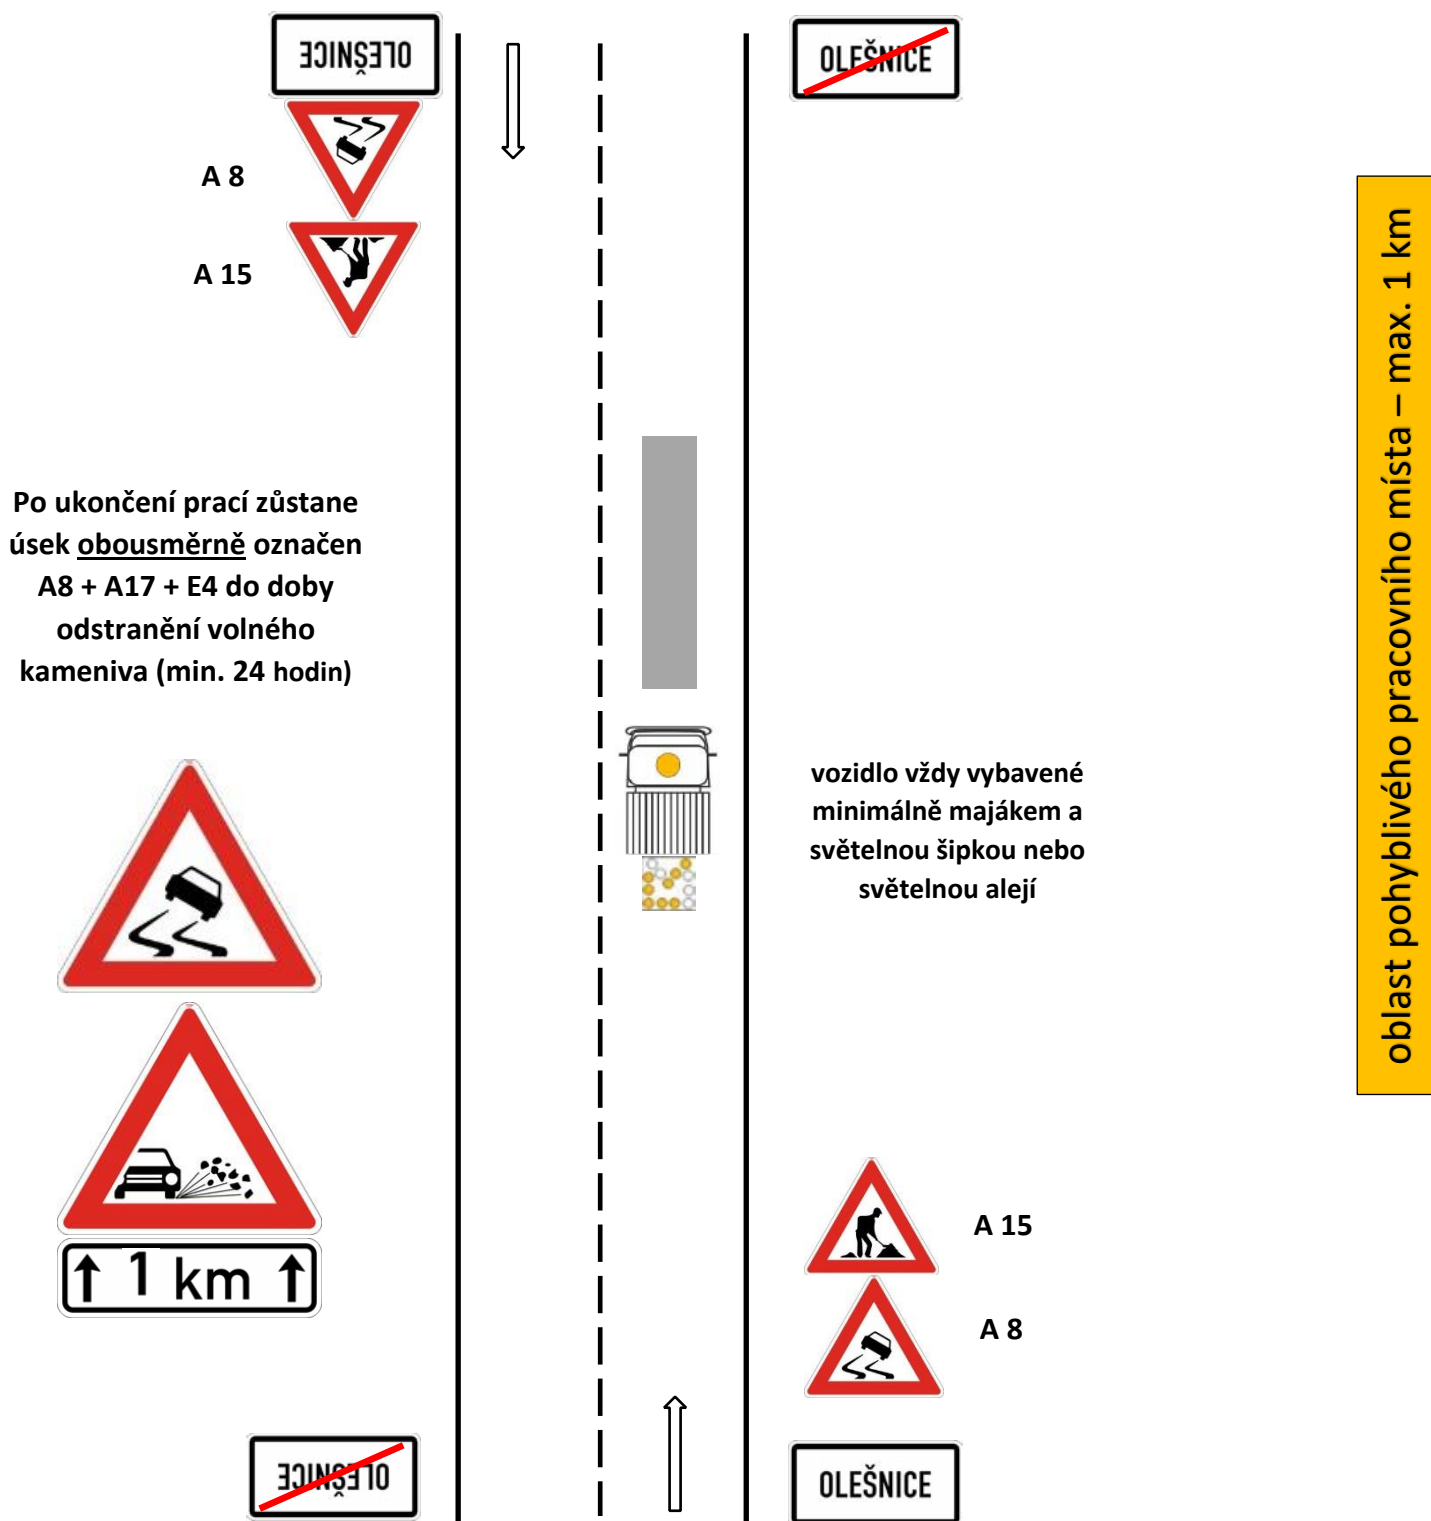 OLEŠNICE
OLEŠNICE
A 8
A 15
oblast pohyblivého pracovního místa – max. 1 km
Po ukončení prací zůstane
úsek obousměrně označen
A8 + A17 + E4 do doby
odstranění volného
kameniva (min. 24 hodin)
vozidlo vždy vybavené
minimálně majákem a
světelnou šipkou nebo
světelnou alejí
1 km
A 15
A 8
OLEŠNICE
OLEŠNICE